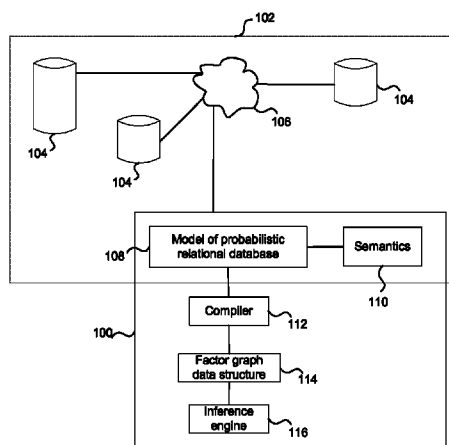 102
104
104
104
106
108
Model of probabilistic
relational database
Semantics
110
100
Compiler
112
Factor graph
data structure
114
Inference
engine
116